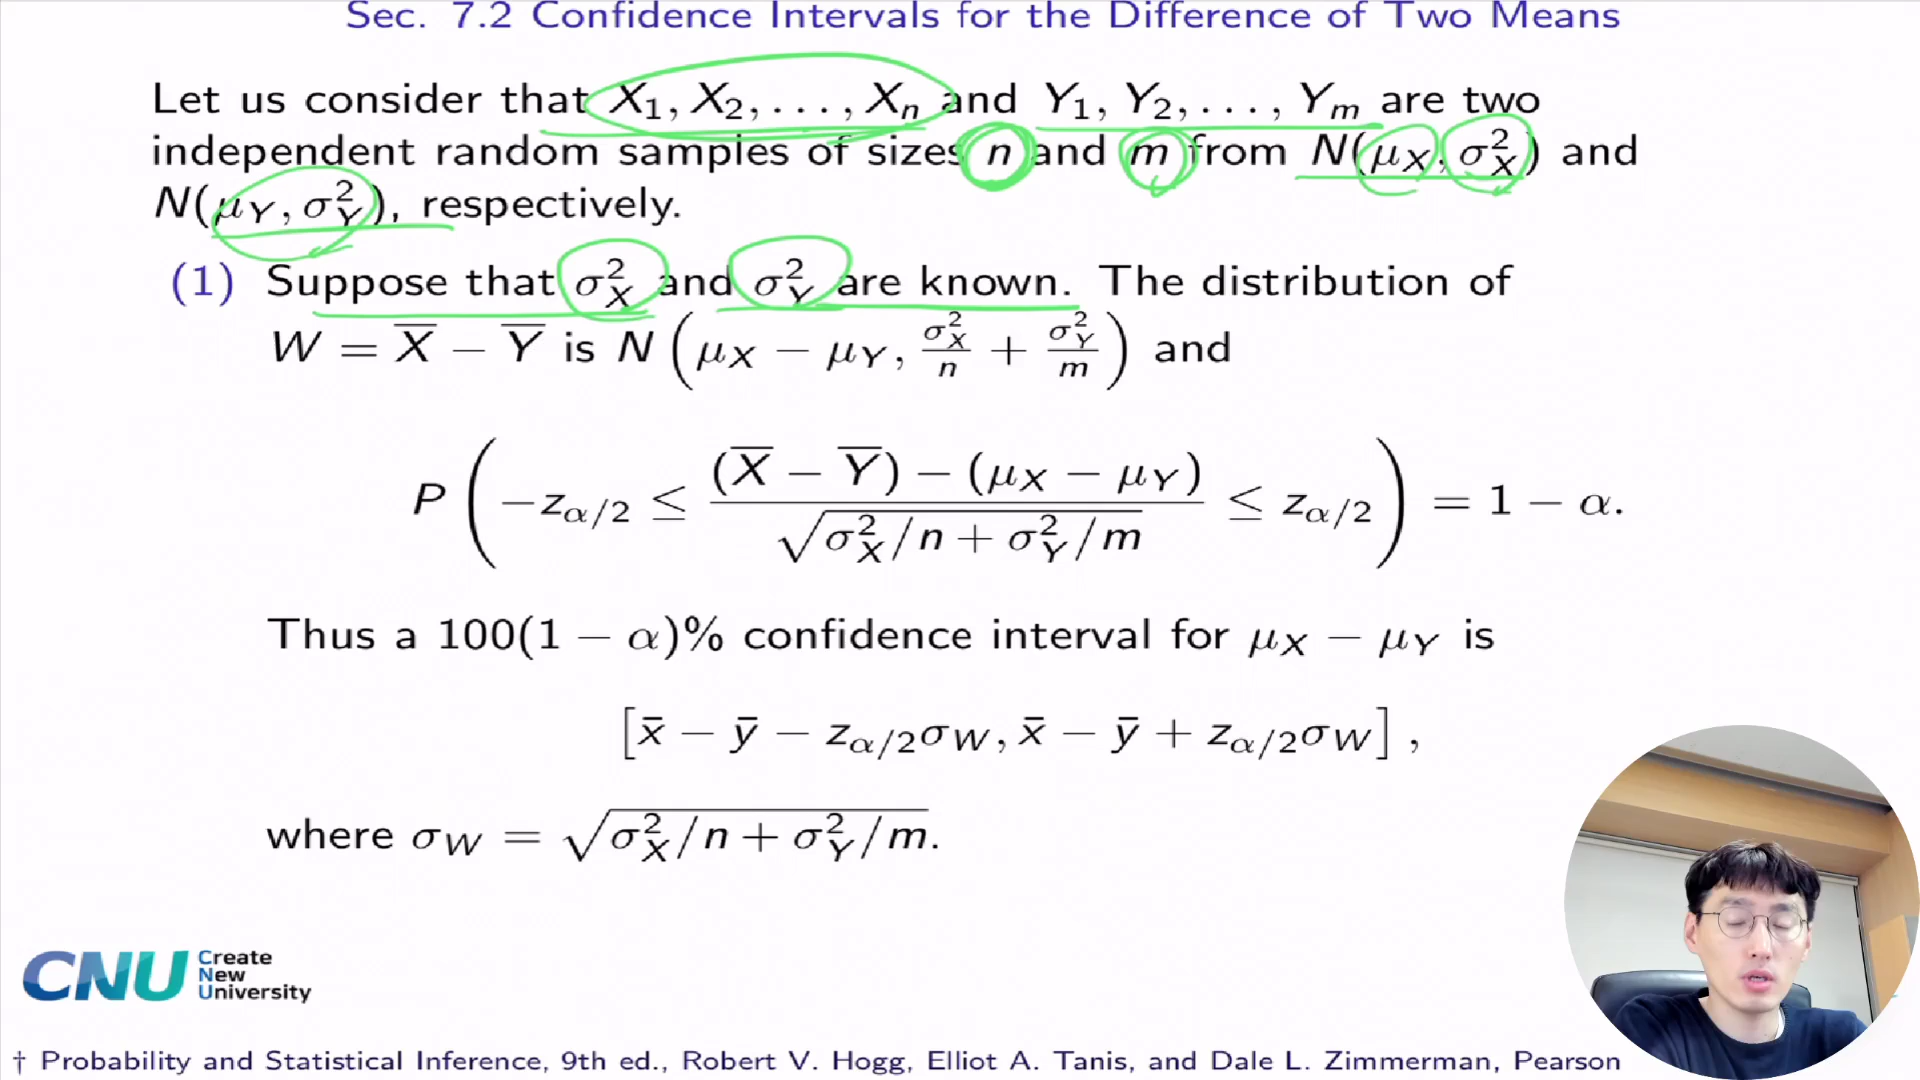 Sec. 7.2 Confidence Intervals for the Difference of Two Means
Let us consider that X₁, X₂, . . . , Xₙ and Y₁, Y₂, . . . , Yₘ are two
independent random samples of sizes n and m from N(μ_X, σ²_X) and
N(μ_Y, σ²_Y), respectively.
(1) Suppose that σ²_X and σ²_Y are known. The distribution of
W = X̅ − Y̅ is N(μ_X − μ_Y, σ²_X/n + σ²_Y/m) and
P(−z_{α/2} ≤ ((X̅ − Y̅) − (μ_X − μ_Y))/√(σ²_X/n + σ²_Y/m) ≤ z_{α/2}) = 1 − α.
Thus a 100(1 − α)% confidence interval for μ_X − μ_Y is
[x̄ − ȳ − z_{α/2}σ_W, x̄ − ȳ + z_{α/2}σ_W] ,
where σ_W = √(σ²_X/n + σ²_Y/m).
CNU Create
New
University
† Probability and Statistical Inference, 9th ed., Robert V. Hogg, Elliot A. Tanis, and Dale L. Zimmerman, Pearson